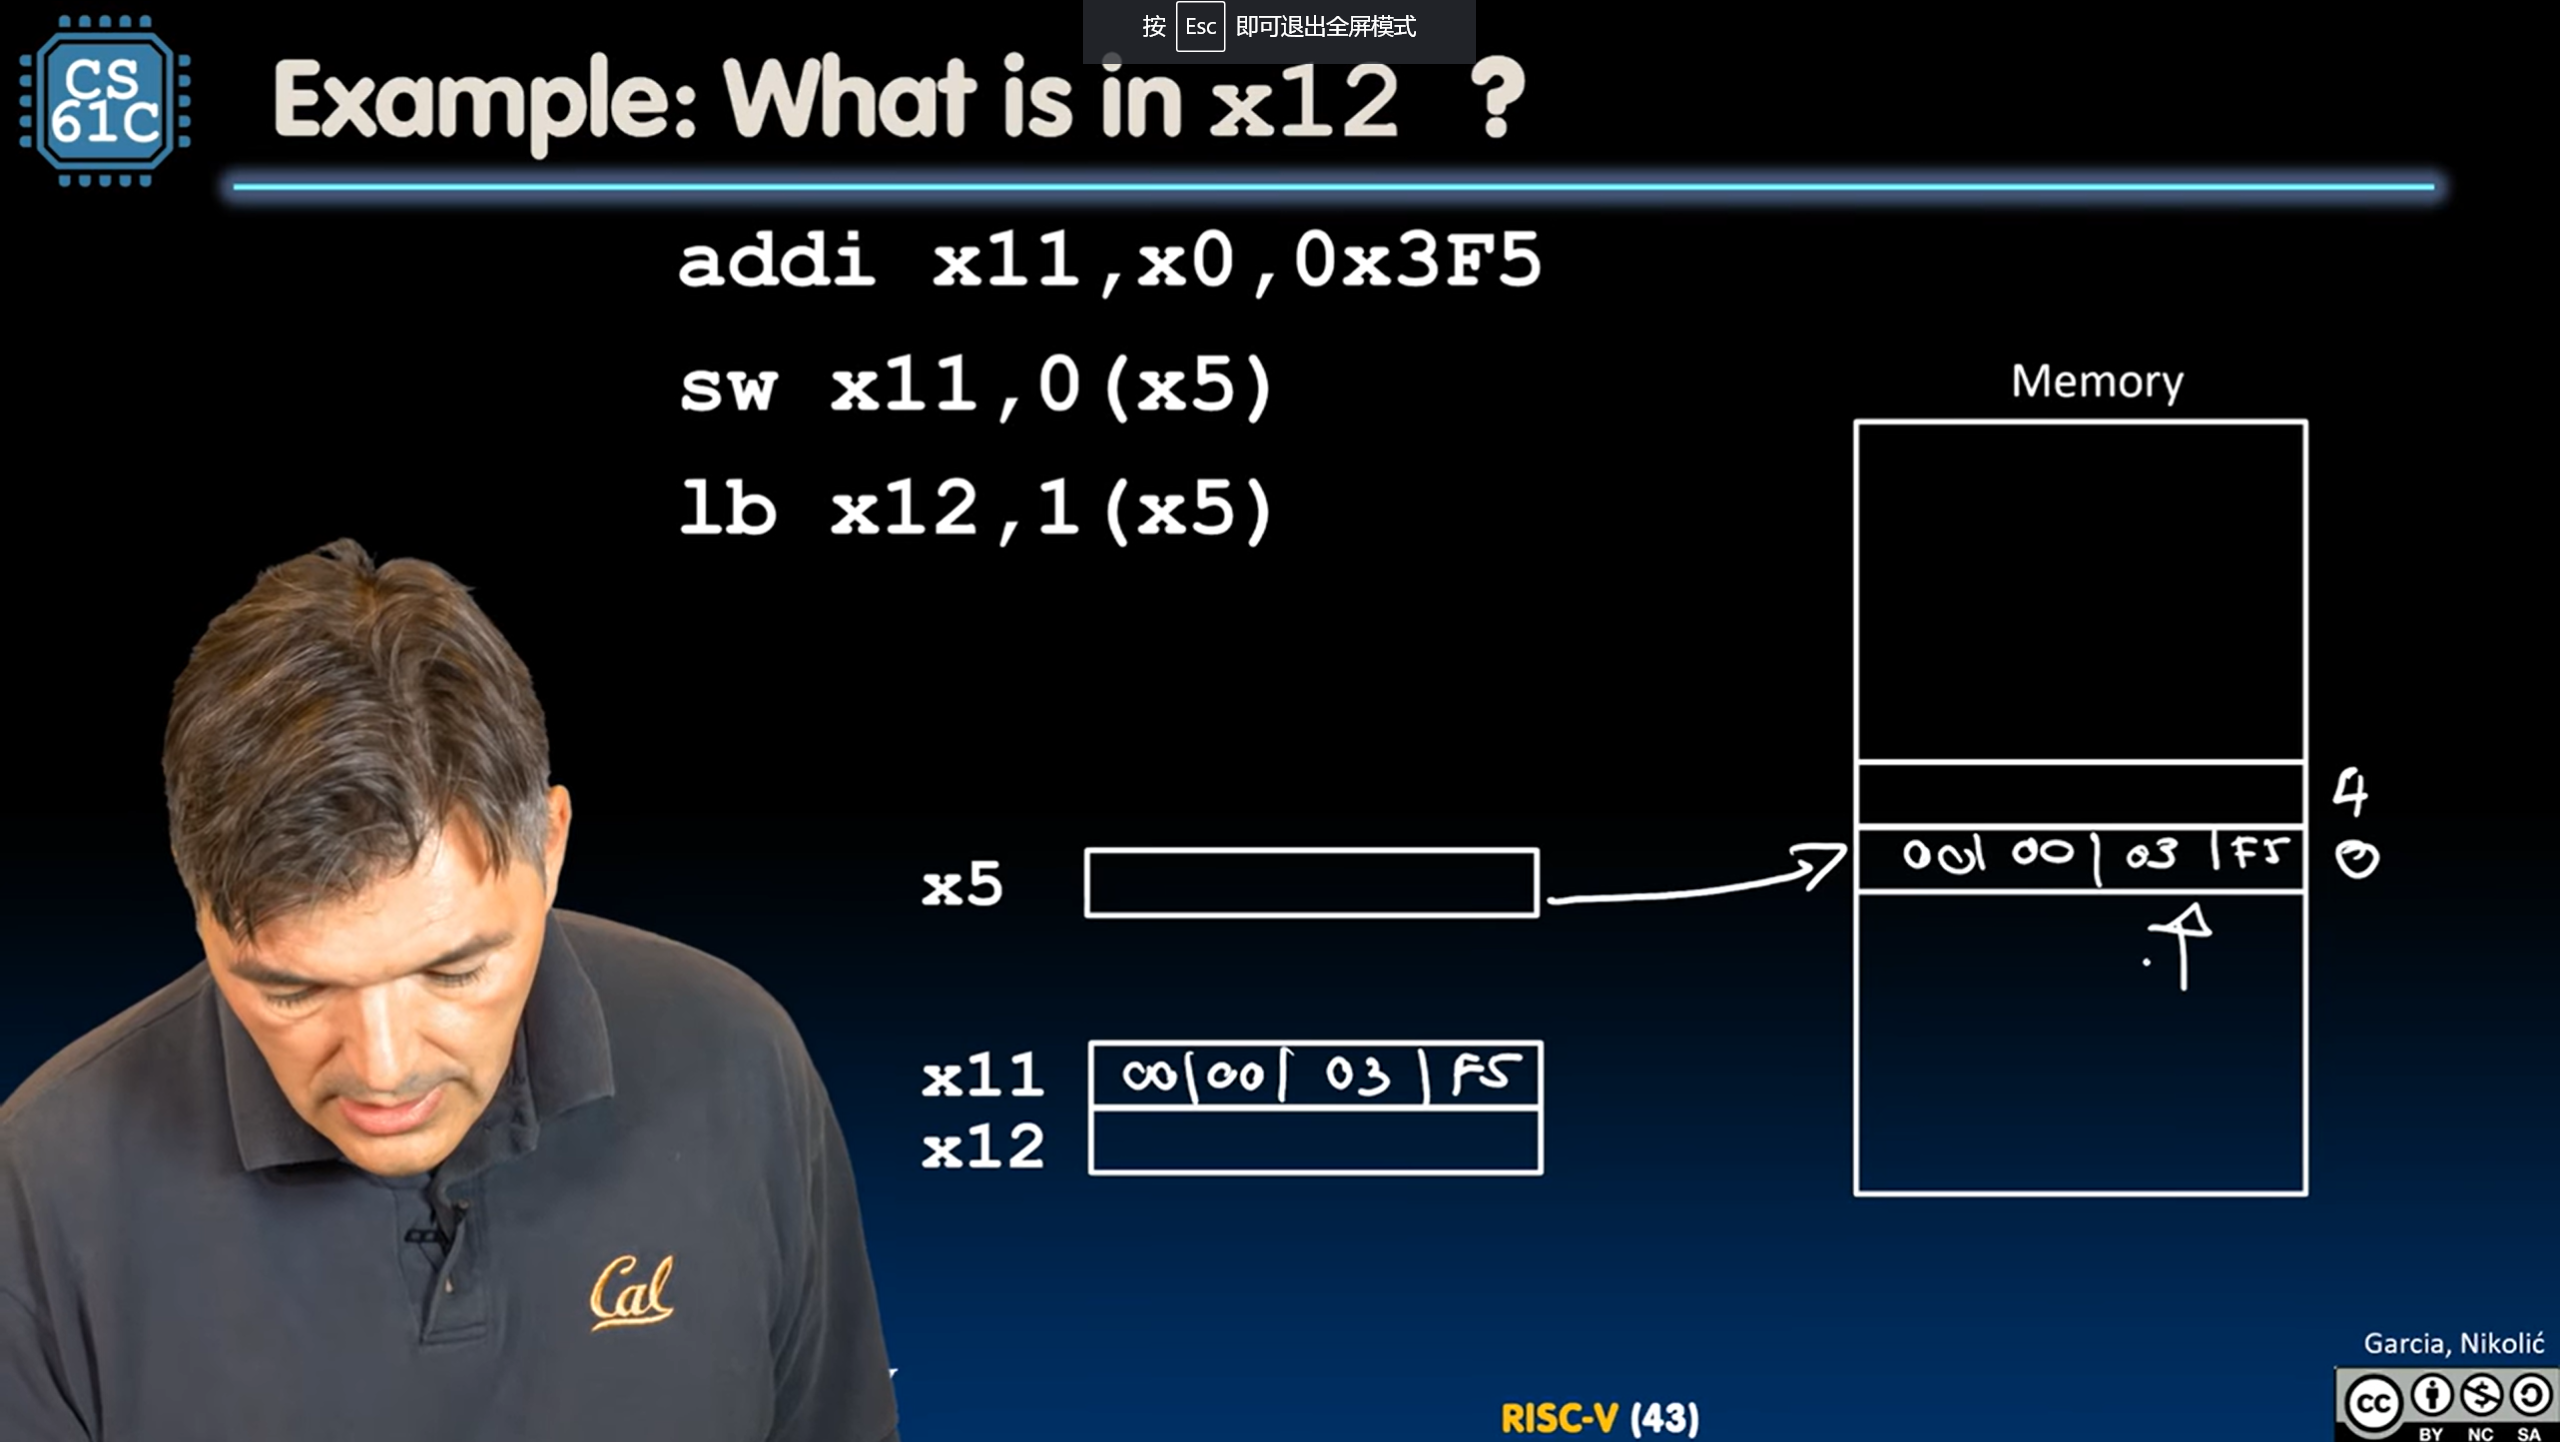 按 Esc 即可退出全屏模式
CS
61C
Example: What is in x12 ?
addi x11,x0,0x3F5
sw x11,0(x5)
lb x12,1(x5)
Memory
4
x5
00| 00| 03 |F5 0
x11 00|00| 03 | F5
x12
Cal
Garcia, Nikolić
RISC-V (43)
cc
BY NC SA